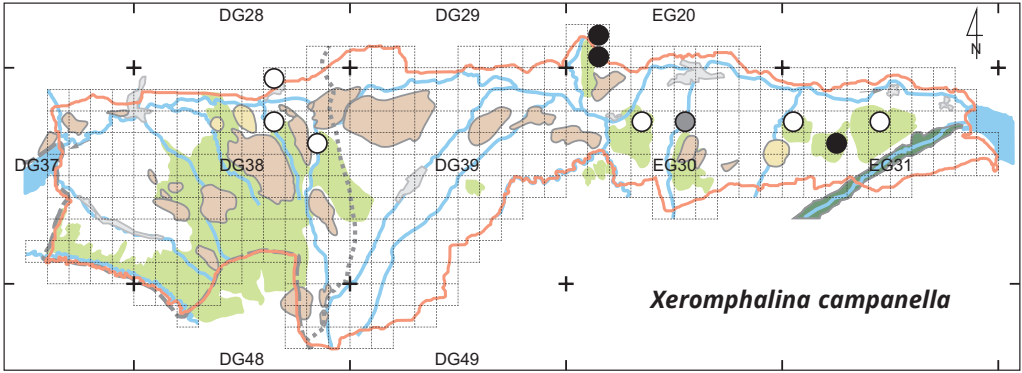 DG28 DG29 EG20
N
DG37 DG38 DG39 EG30 EG31
Xeromphalina campanella
DG48 DG49